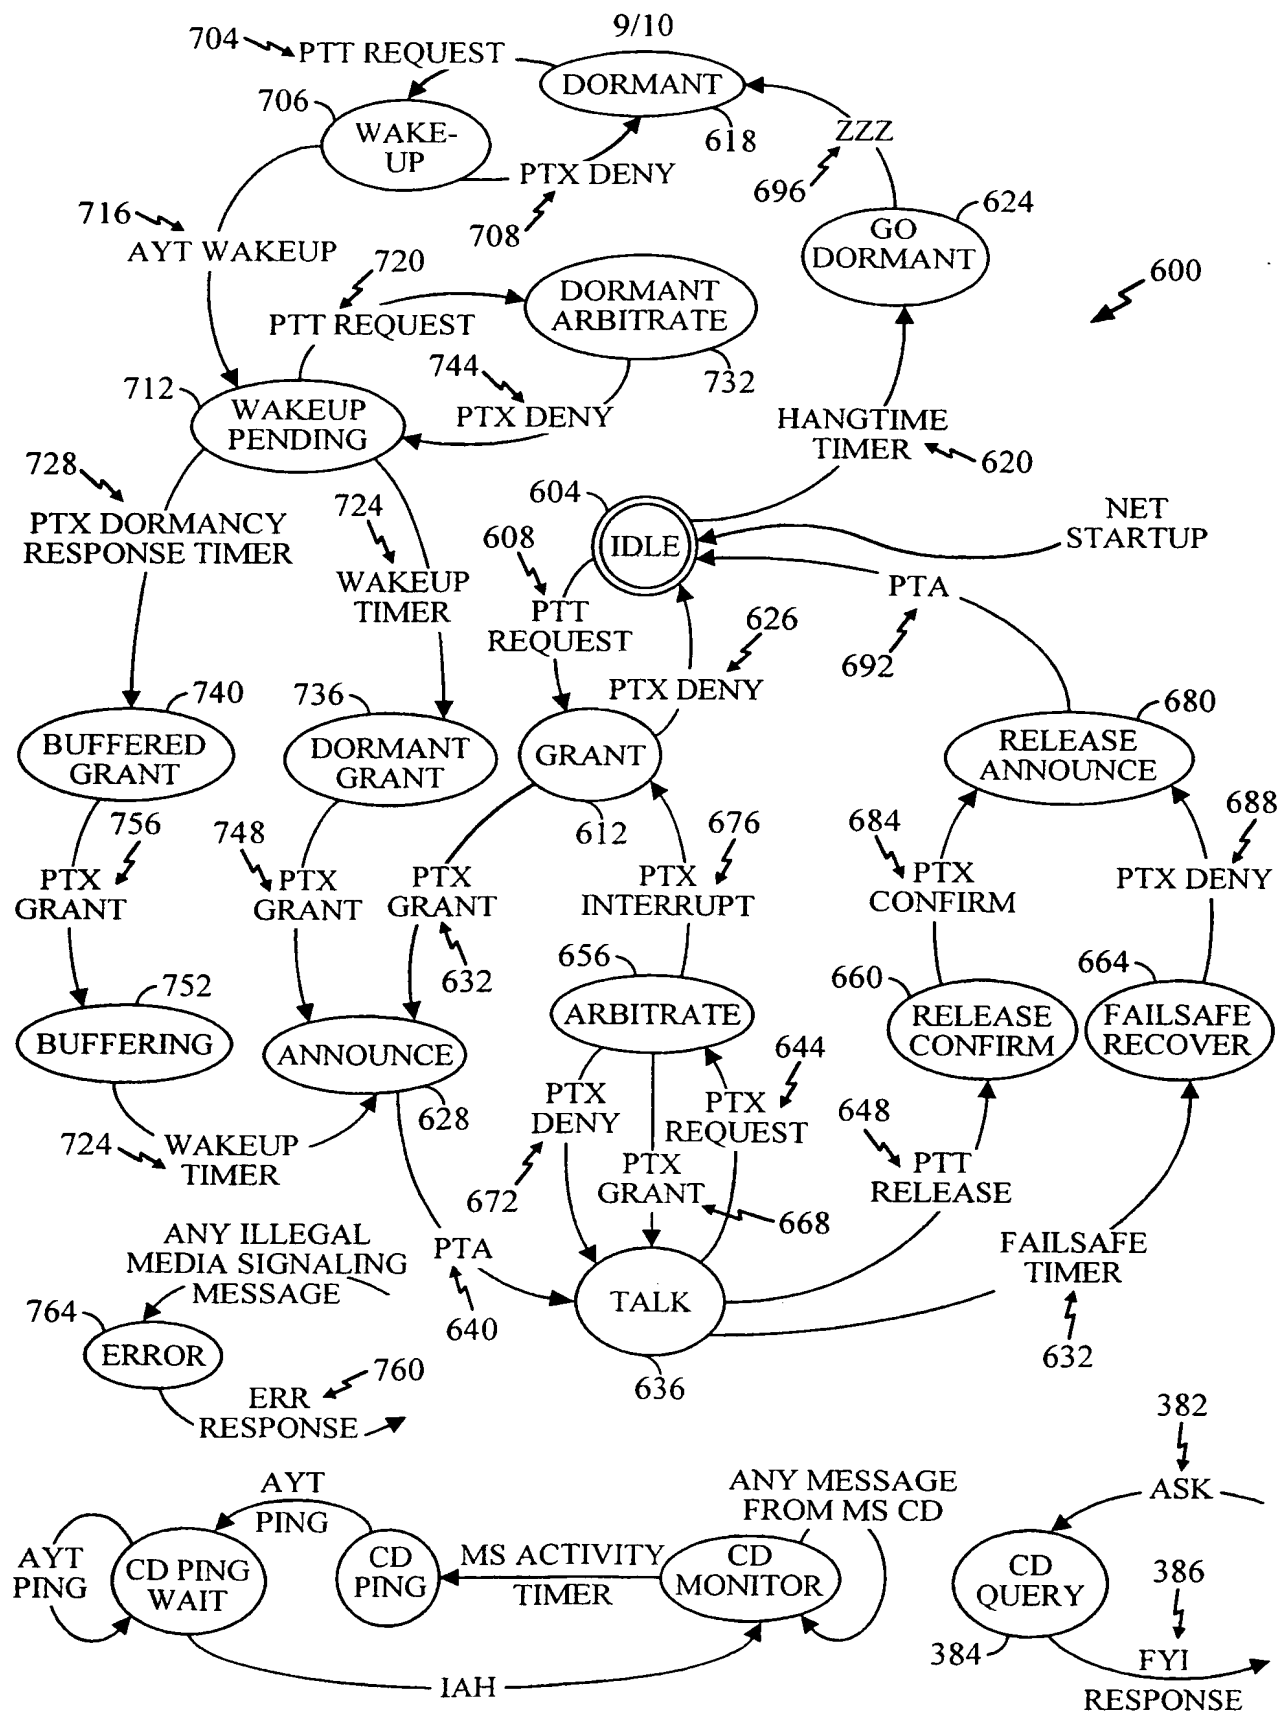 9/10
704
PTT REQUEST
DORMANT
706
WAKE-
UP
618
ZZZ
PTX DENY
696
708
716
AYT WAKEUP
624
GO
DORMANT
720
600
PTT REQUEST
DORMANT
ARBITRATE
744
732
712
WAKEUP
PENDING
PTX DENY
HANGTIME
TIMER
620
728
PTX DORMANCY
RESPONSE TIMER
724
WAKEUP
TIMER
604
IDLE
NET
STARTUP
608
PTT
REQUEST
PTA
692
626
PTX DENY
740
BUFFERED
GRANT
736
DORMANT
GRANT
GRANT
612
680
RELEASE
ANNOUNCE
756
PTX
GRANT
748
PTX
GRANT
PTX
GRANT
632
676
PTX
INTERRUPT
684
PTX
CONFIRM
688
PTX DENY
752
BUFFERING
ANNOUNCE
628
656
ARBITRATE
660
RELEASE
CONFIRM
664
FAILSAFE
RECOVER
724
WAKEUP
TIMER
PTX
DENY
672
PTX
GRANT
668
644
PTX
REQUEST
648
PTT
RELEASE
ANY ILLEGAL
MEDIA SIGNALING
MESSAGE
PTA
640
TALK
636
FAILSAFE
TIMER
632
764
ERROR
760
ERR
RESPONSE
382
ASK
AYT
PING
AYT
PING
CD PING
WAIT
CD
PING
MS ACTIVITY
TIMER
ANY MESSAGE
FROM MS CD
CD
MONITOR
IAH
CD
QUERY
384
386
FYI
RESPONSE